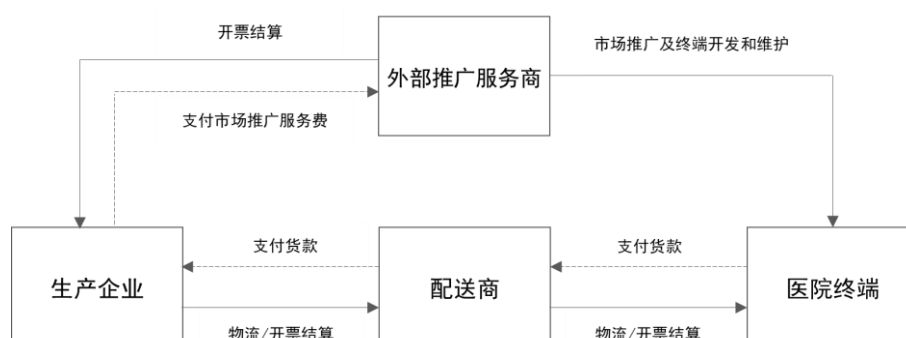 开票结算
市场推广及终端开发和维护
外部推广服务商
支付市场推广服务费
支付货款
支付货款
生产企业
配送商
医院终端
物流/开票结算
物流/开票结算